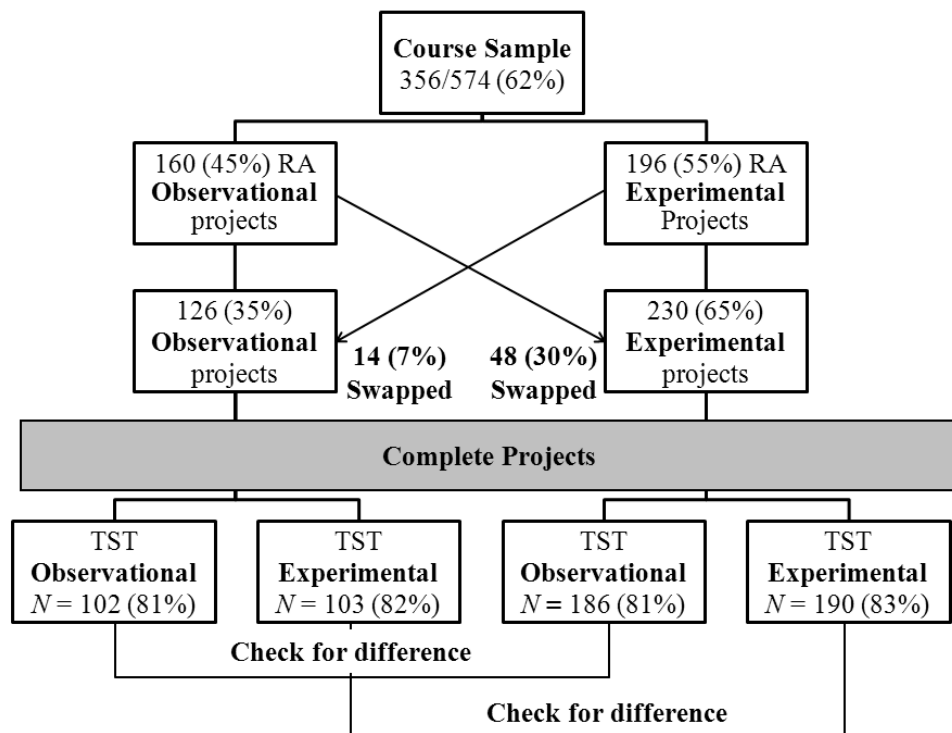 Course Sample
356/574 (62%)
160 (45%) RA
Observational
projects
196 (55%) RA
Experimental
Projects
126 (35%)
Observational
projects
14 (7%)
Swapped
48 (30%)
Swapped
230 (65%)
Experimental
projects
Complete Projects
TST
Observational
N = 102 (81%)
TST
Experimental
N = 103 (82%)
TST
Observational
N = 186 (81%)
TST
Experimental
N = 190 (83%)
Check for difference
Check for difference